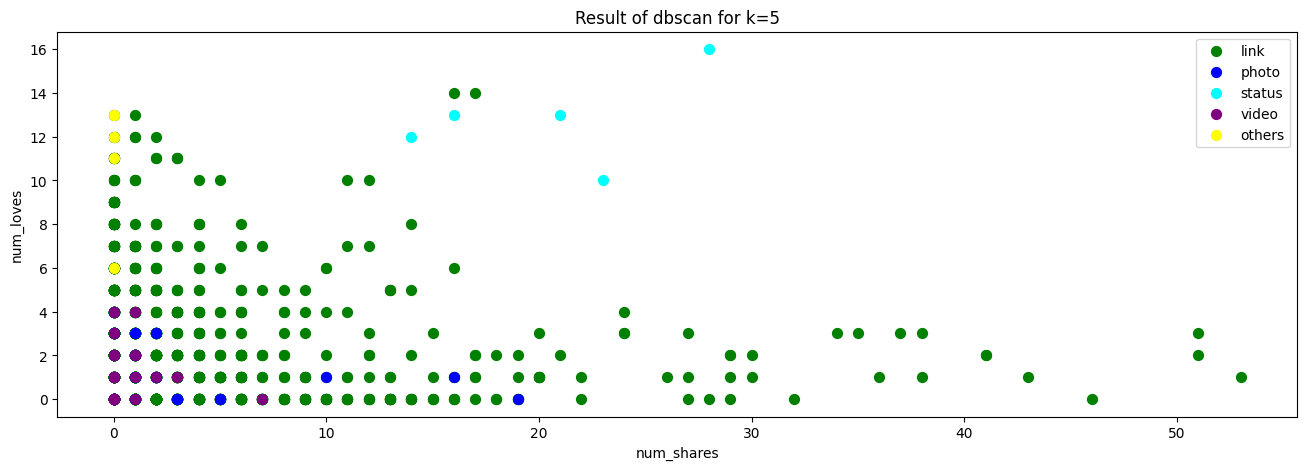 Result of dbscan for k=5
link
photo
status
video
others
num_loves
16
14
12
10
8
6
4
2
0
0 10 20 30 40 50
num_shares